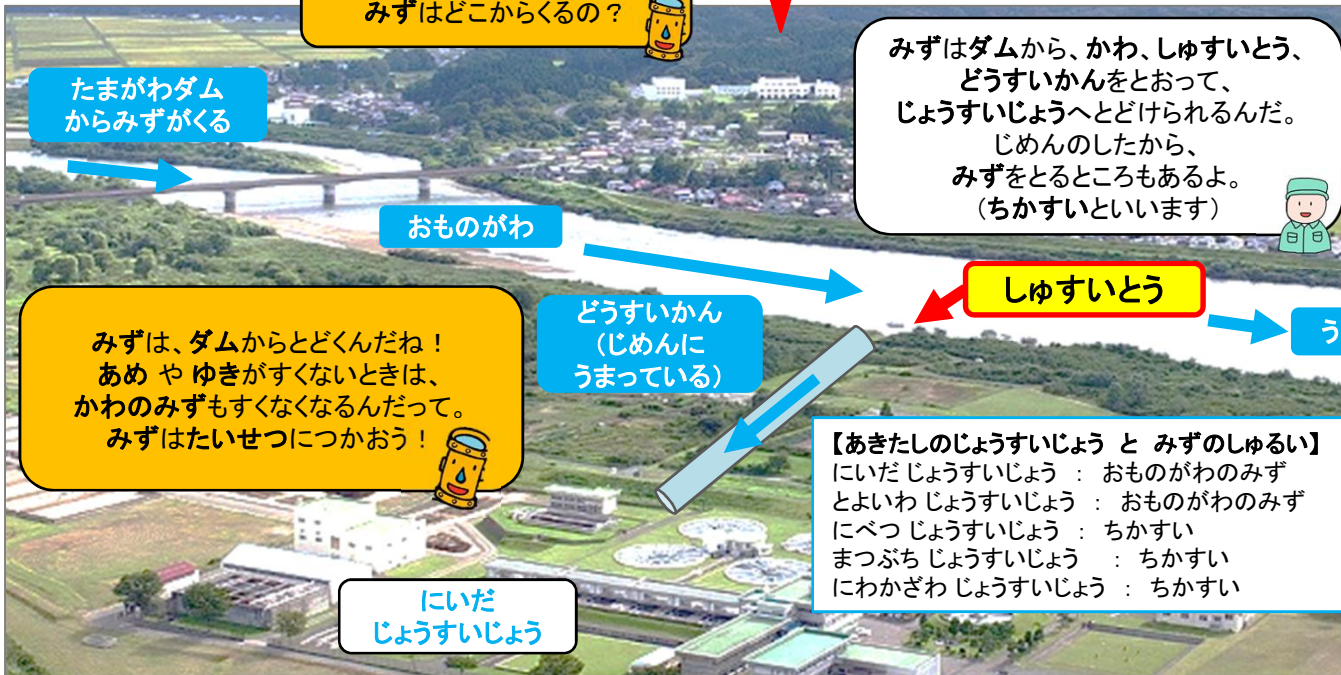 みずはどこからくるの？
みずはダムから、かわ、しゅすいとう、
どうすいかんをとおって、
じょうすいじょうへとどけられるんだ。
じめんのしたから、
みずをとるところもあるよ。
（ちかすいといいます）
たまがわダム
からみずがくる
おものがわ
しゅすいとう
う
どうすいかん
（じめんに
うまっている）
みずは、ダムからとどくんだね！
あめ や ゆきがすくないときは、
かわのみずもすくなくなるんだって。
みずはたいせつにつかおう！
【あきたしのじょうすいじょう と みずのしゅるい】
にいだ じょうすいじょう ： おものがわのみず
とよいわ じょうすいじょう ： おものがわのみず
にべつ じょうすいじょう ： ちかすい
まつぶち じょうすいじょう ： ちかすい
にわかざわ じょうすいじょう ： ちかすい
にいだ
じょうすいじょう